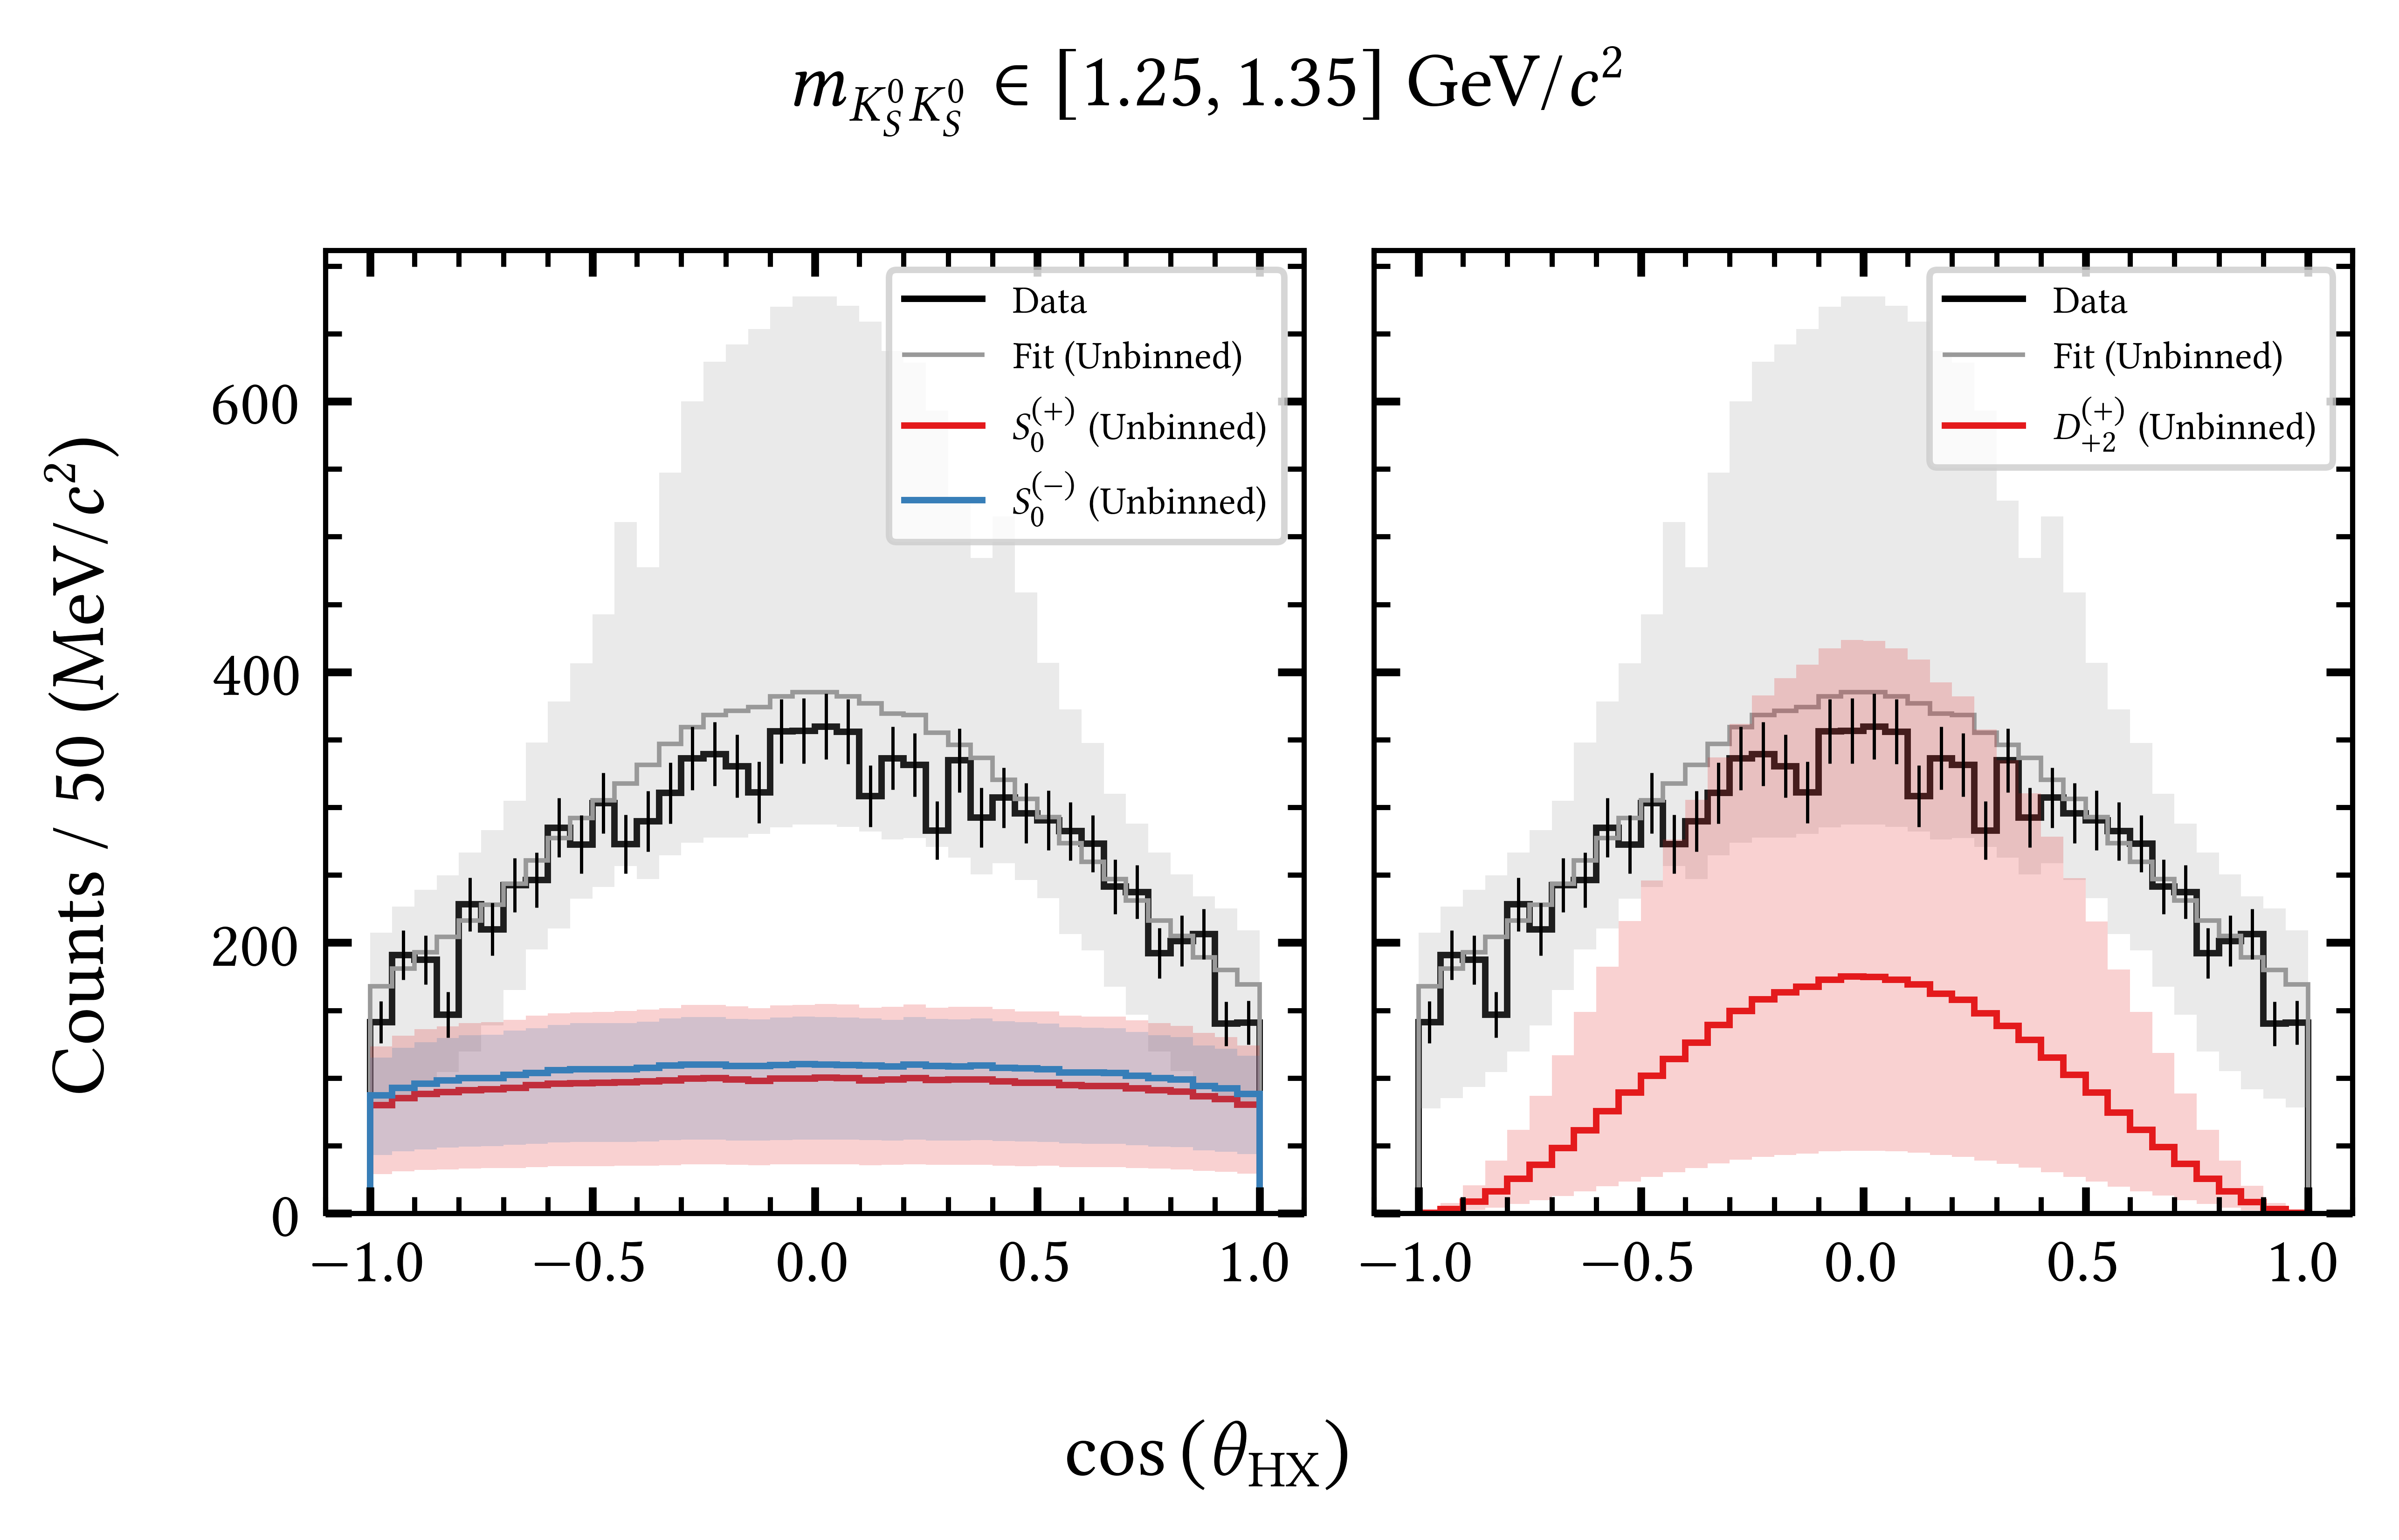 m_{K_S^0 K_S^0} ∈ [1.25, 1.35] GeV/c²
Counts / 50 (MeV/c²)
600
400
200
0
Data
Fit (Unbinned)
S_0^{(+)} (Unbinned)
S_0^{(−)} (Unbinned)
−1.0 −0.5 0.0 0.5 1.0
Data
Fit (Unbinned)
D_{+2}^{(+)} (Unbinned)
−1.0 −0.5 0.0 0.5 1.0
cos (θ_{HX})